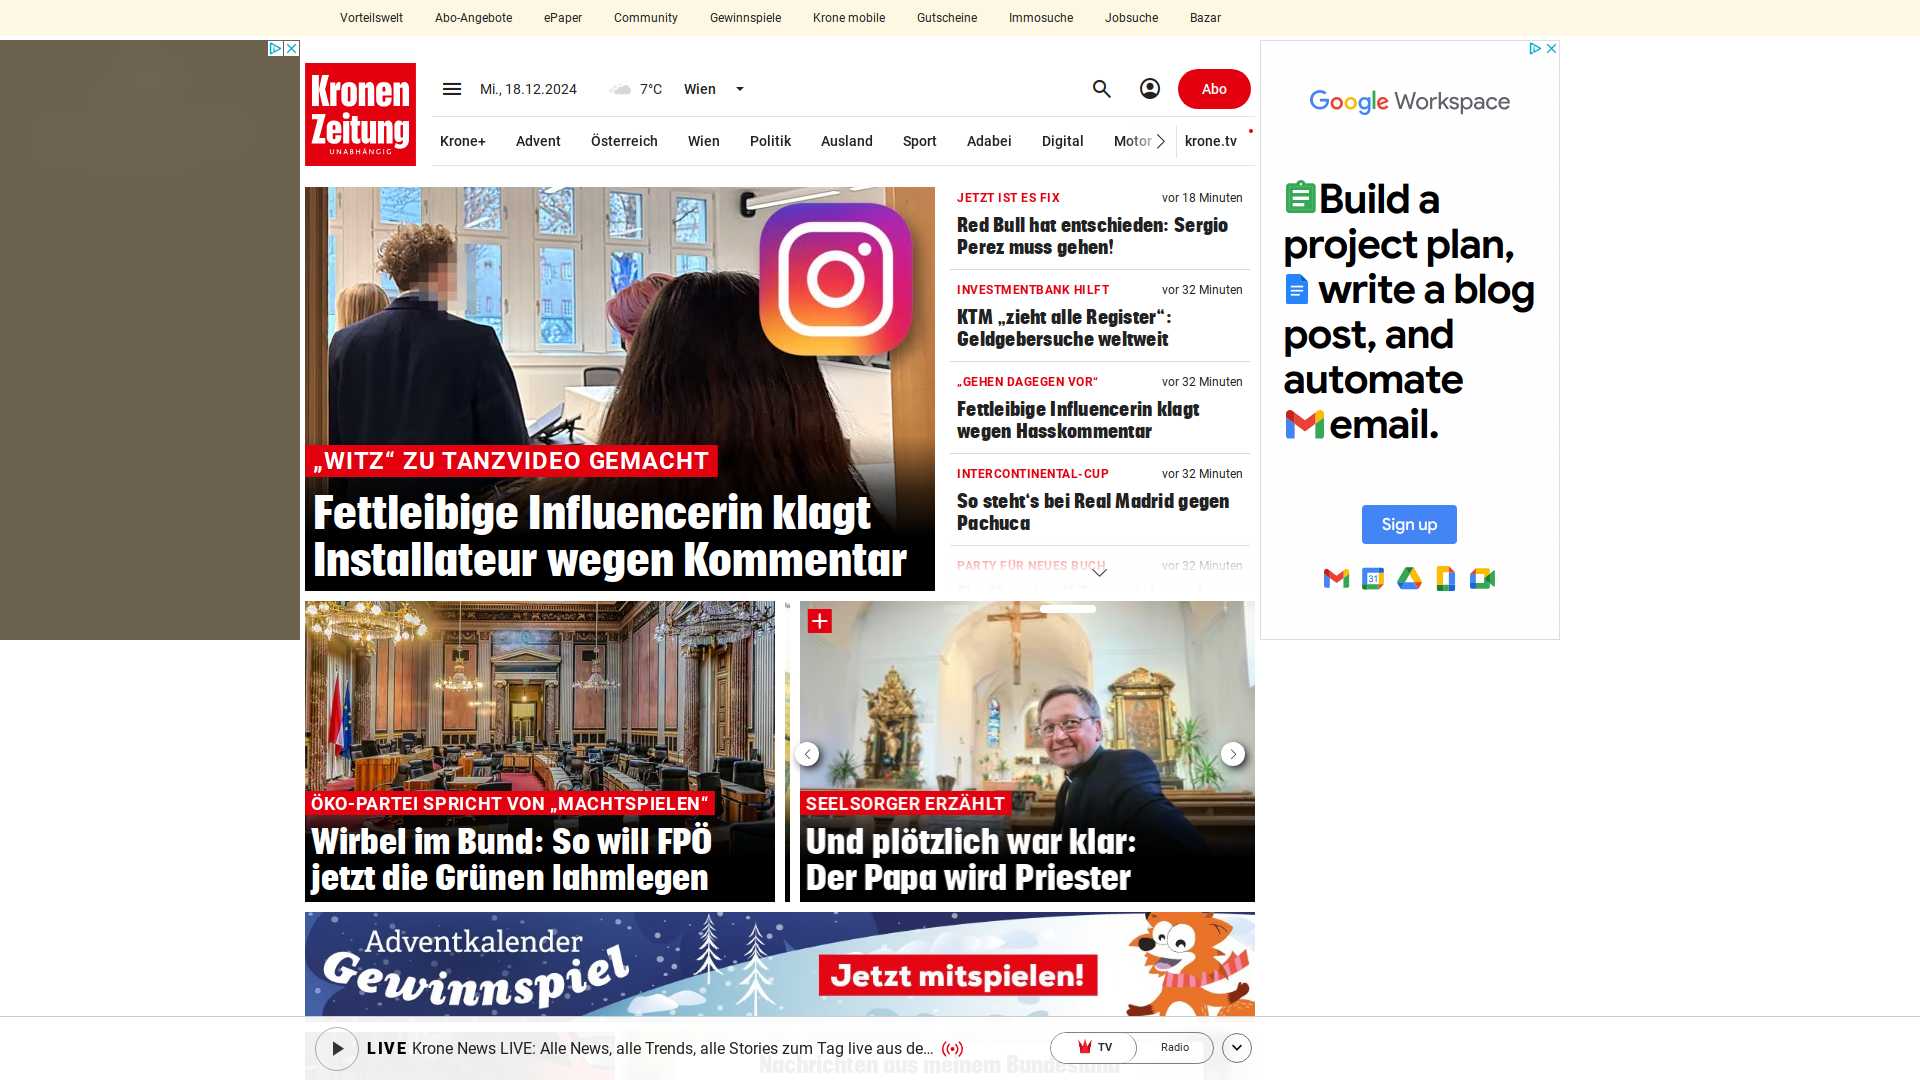 Vorteilswelt Abo-Angebote ePaper Community Gewinnspiele Krone mobile Gutscheine Immosuche Jobsuche Bazar
Kronen
Zeitung
UNABHÄNGIG
Mi., 18.12.2024 7°C Wien
Abo
Krone+ Advent Österreich Wien Politik Ausland Sport Adabei Digital Motor krone.tv
„WITZ“ ZU TANZVIDEO GEMACHT
Fettleibige Influencerin klagt
Installateur wegen Kommentar
JETZT IST ES FIX vor 18 Minuten
Red Bull hat entschieden: Sergio
Perez muss gehen!
INVESTMENTBANK HILFT vor 32 Minuten
KTM „zieht alle Register“:
Geldgebersuche weltweit
„GEHEN DAGEGEN VOR“ vor 32 Minuten
Fettleibige Influencerin klagt
wegen Hasskommentar
INTERCONTINENTAL-CUP vor 32 Minuten
So steht‘s bei Real Madrid gegen
Pachuca
PARTY FÜR NEUES BUCH vor 32 Minuten
ÖKO-PARTEI SPRICHT VON „MACHTSPIELEN“
Wirbel im Bund: So will FPÖ
jetzt die Grünen lahmlegen
SEELSORGER ERZÄHLT
Und plötzlich war klar:
Der Papa wird Priester
Adventkalender
Gewinnspiel
Jetzt mitspielen!
LIVE Krone News LIVE: Alle News, alle Trends, alle Stories zum Tag live aus de...
TV Radio
Nachrichten aus meinem Bundesland
Google Workspace
Build a
project plan,
write a blog
post, and
automate
email.
Sign up
31